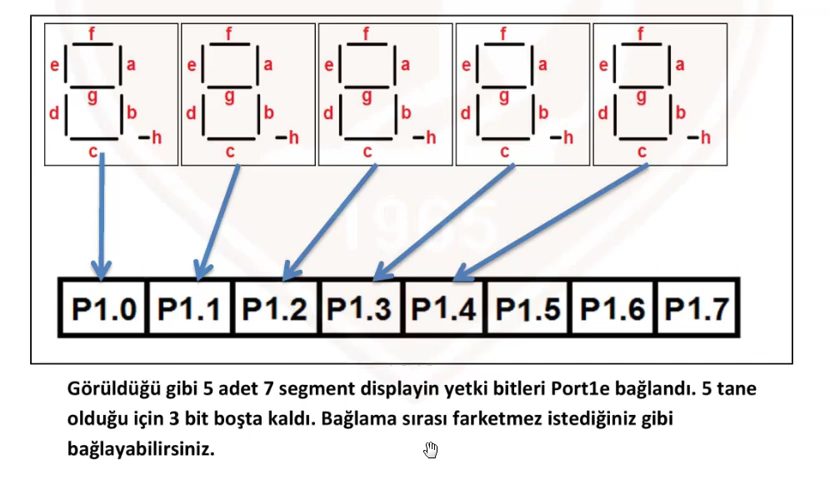 f f f f f
e a e a e a e a e a
g g g g g
d b d b d b d b d b
-h -h -h -h -h
c c c c c
1905
P1.0 P1.1 P1.2 P1.3 P1.4 P1.5 P1.6 P1.7
Görüldüğü gibi 5 adet 7 segment displayin yetki bitleri Port1e bağlandı. 5 tane
olduğu için 3 bit boşta kaldı. Bağlama sırası farketmez istediğiniz gibi
bağlayabilirsiniz.